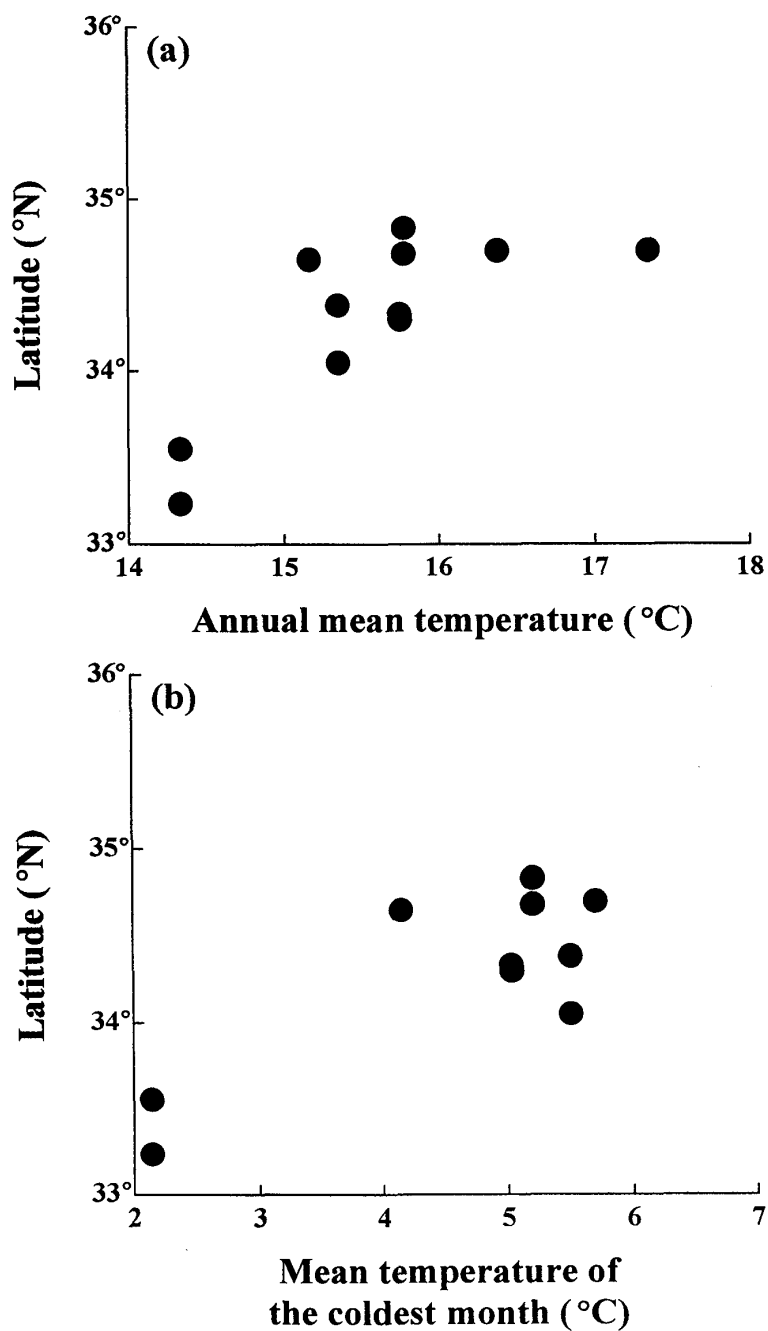 36°
(a)
35°
Latitude (°N)
34°
33°
14 15 16 17 18
Annual mean temperature (°C)
36°
(b)
35°
Latitude (°N)
34°
33°
2 3 4 5 6 7
Mean temperature of
the coldest month (°C)